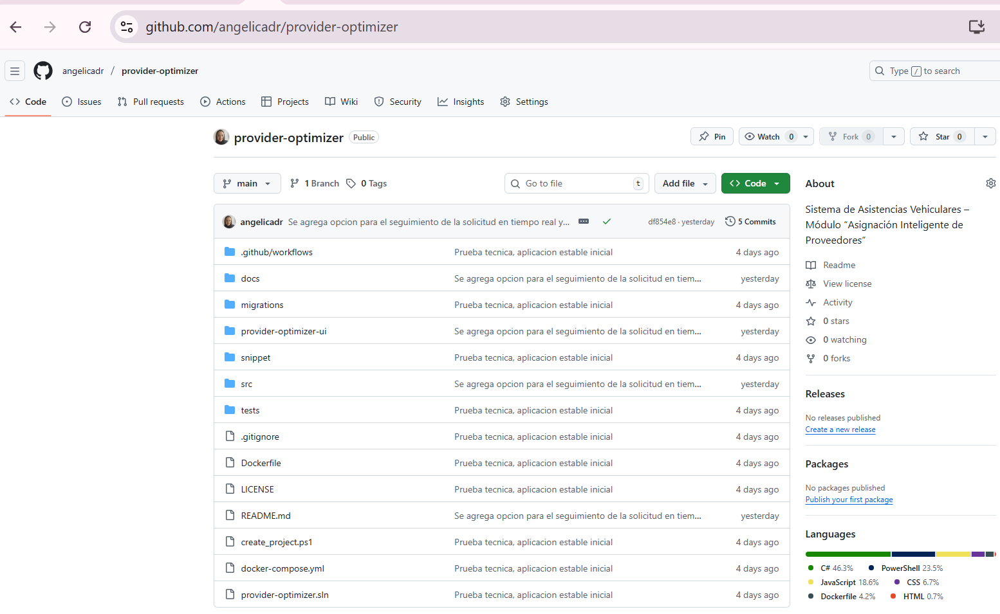 github.com/angelicadr/provider-optimizer
angelicadr / provider-optimizer
Type / to search
Code Issues Pull requests Actions Projects Wiki Security Insights Settings
provider-optimizer Public
Pin Watch 0 Fork 0 Star 0
main 1 Branch 0 Tags Go to file t Add file Code
angelicadr Se agrega opcion para el seguimiento de la solicitud en tiempo real y... df854e8 · yesterday 5 Commits
.github/workflows Prueba tecnica, aplicacion estable inicial 4 days ago
docs Se agrega opcion para el seguimiento de la solicitud en tiem... yesterday
migrations Prueba tecnica, aplicacion estable inicial 4 days ago
provider-optimizer-ui Se agrega opcion para el seguimiento de la solicitud en tiem... yesterday
snippet Prueba tecnica, aplicacion estable inicial 4 days ago
src Se agrega opcion para el seguimiento de la solicitud en tiem... yesterday
tests Prueba tecnica, aplicacion estable inicial 4 days ago
.gitignore Prueba tecnica, aplicacion estable inicial 4 days ago
Dockerfile Prueba tecnica, aplicacion estable inicial 4 days ago
LICENSE Prueba tecnica, aplicacion estable inicial 4 days ago
README.md Se agrega opcion para el seguimiento de la solicitud en tiem... yesterday
create_project.ps1 Prueba tecnica, aplicacion estable inicial 4 days ago
docker-compose.yml Prueba tecnica, aplicacion estable inicial 4 days ago
provider-optimizer.sln Prueba tecnica, aplicacion estable inicial 4 days ago
About
Sistema de Asistencias Vehiculares –
Módulo “Asignación Inteligente de
Proveedores”
Readme
View license
Activity
0 stars
0 watching
0 forks
Releases
No releases published
Create a new release
Packages
No packages published
Publish your first package
Languages
C# 46.3% PowerShell 23.5%
JavaScript 18.6% CSS 6.7%
Dockerfile 4.2% HTML 0.7%